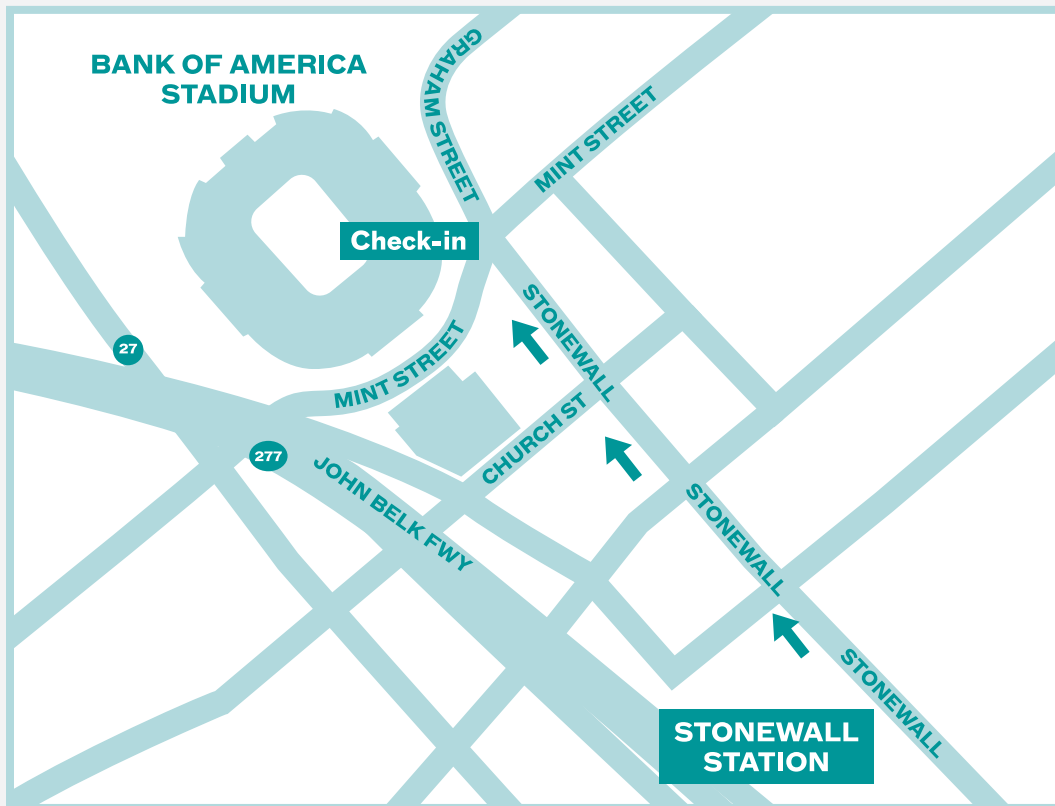 BANK OF AMERICA
STADIUM
GRAHAM STREET
MINT STREET
Check-in
STONEWALL
27
MINT STREET
CHURCH ST
277
JOHN BELK FWY
STONEWALL
STONEWALL
STONEWALL
STATION